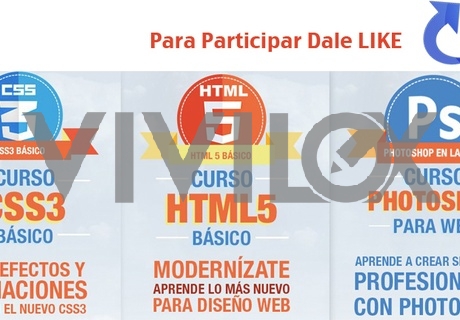 Para Participar Dale LIKE
CSS
3
CSS3 BÁSICO
CURSO
CSS3
BÁSICO
EFECTOS Y
EL NUEVO CSS3
HTML
5
HTML 5 BÁSICO
CURSO
HTML5
BÁSICO
MODERNÍZATE
APRENDE LO MÁS NUEVO
PARA DISEÑO WEB
Ps
PHOTOSHOP EN LA
CURSO
PHOTOSHO
PARA WE
APRENDE A CREAR SI
PROFESION
CON PHOTO
VIVILOX